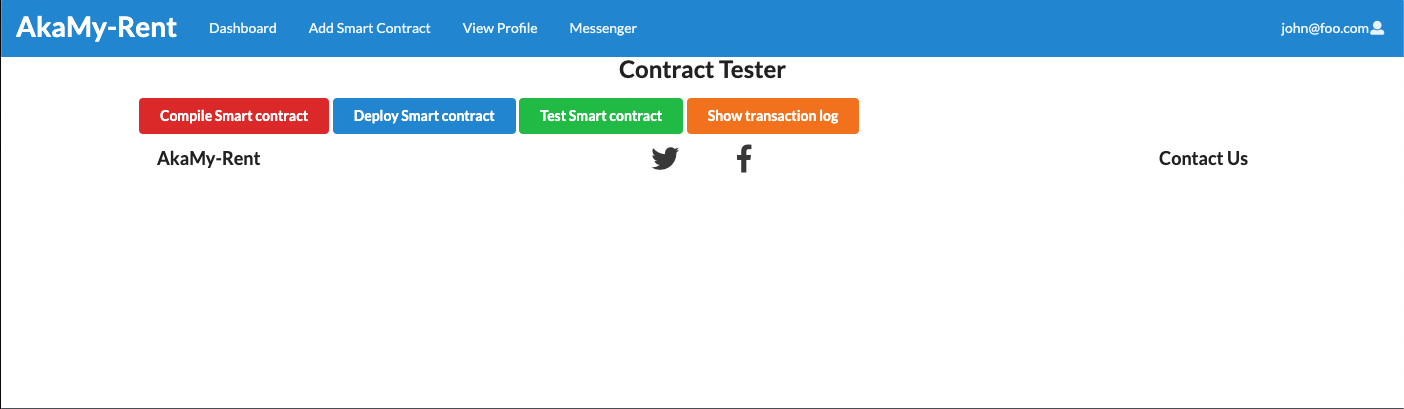 AkaMy-Rent Dashboard Add Smart Contract View Profile Messenger john@foo.com
Contract Tester
Compile Smart contract Deploy Smart contract Test Smart contract Show transaction log
AkaMy-Rent Contact Us